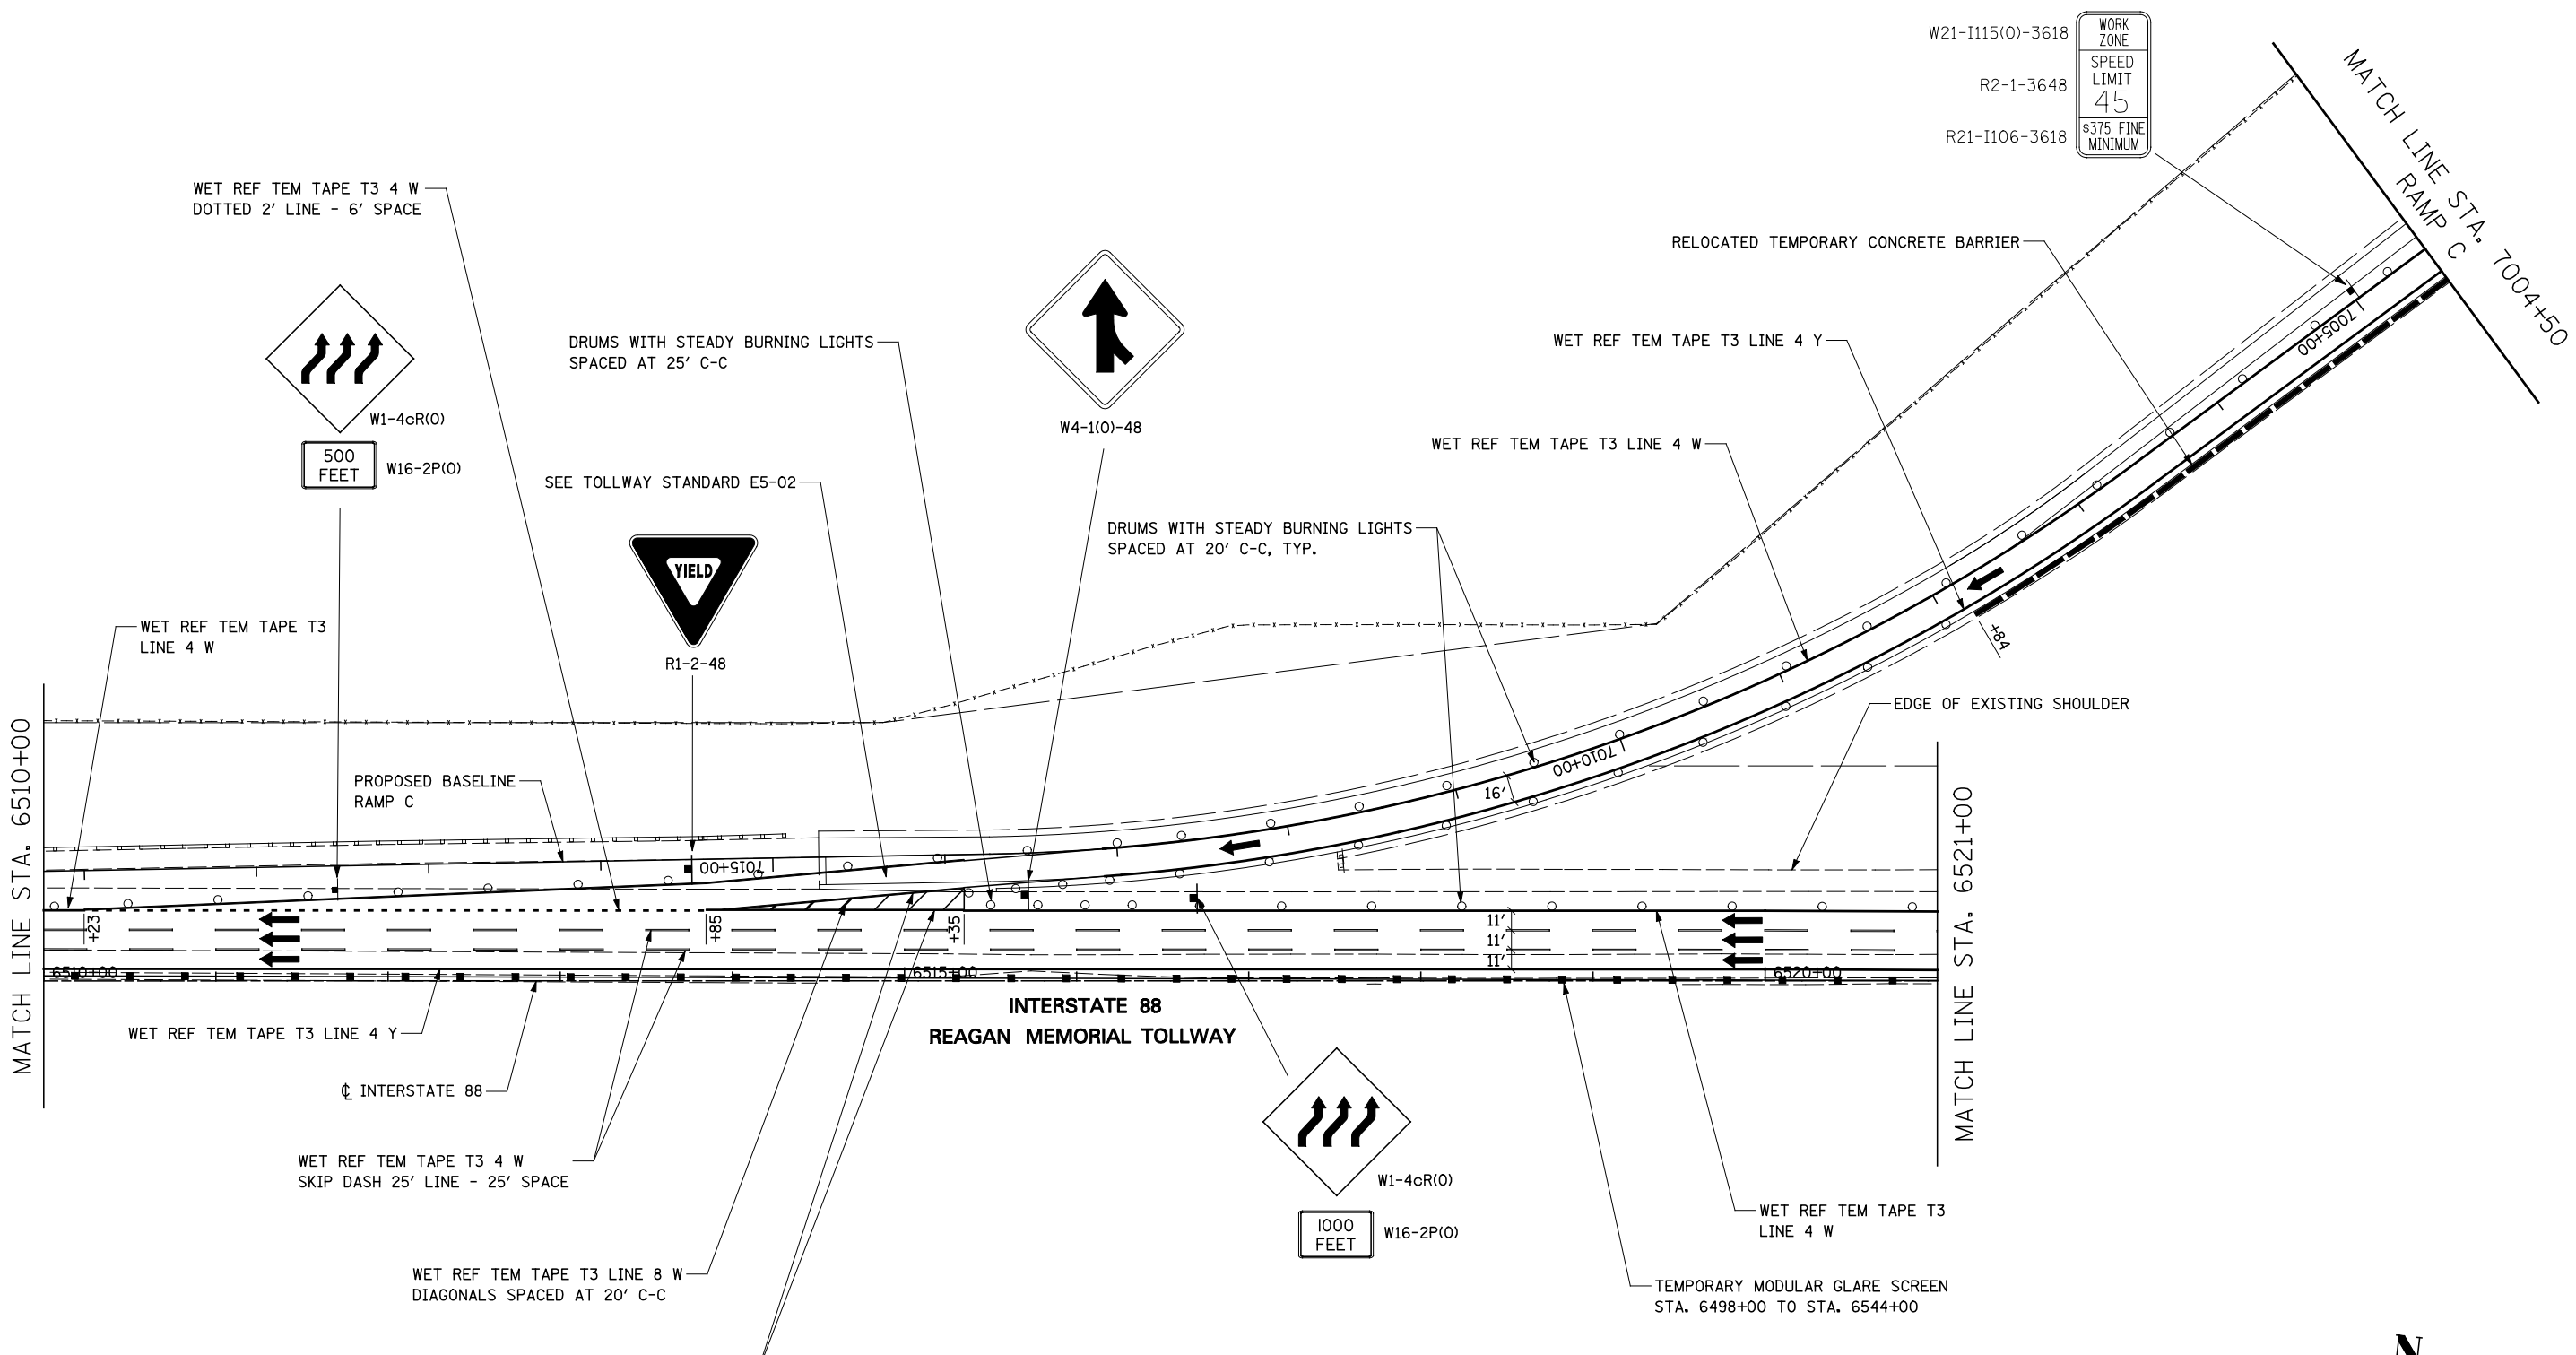 W21-I115(O)-3618
R2-1-3648
R21-I106-3618
WORK
ZONE
SPEED
LIMIT
45
$375 FINE
MINIMUM
MATCH LINE STA. 7004+50
RAMP C
WET REF TEM TAPE T3 4 W
DOTTED 2' LINE - 6' SPACE
RELOCATED TEMPORARY CONCRETE BARRIER
W1-4cR(O)
500
FEET
W16-2P(O)
DRUMS WITH STEADY BURNING LIGHTS
SPACED AT 25' C-C
W4-1(O)-48
WET REF TEM TAPE T3 LINE 4 Y
WET REF TEM TAPE T3 LINE 4 W
7005+00
SEE TOLLWAY STANDARD E5-02
DRUMS WITH STEADY BURNING LIGHTS
SPACED AT 20' C-C, TYP.
YIELD
R1-2-48
WET REF TEM TAPE T3
LINE 4 W
+84
EDGE OF EXISTING SHOULDER
7010+00
16'
PROPOSED BASELINE
RAMP C
7015+00
MATCH LINE STA. 6510+00
MATCH LINE STA. 6521+00
+23
+85
+35
11'
11'
11'
6510+00
6515+00
6520+00
INTERSTATE 88
REAGAN MEMORIAL TOLLWAY
WET REF TEM TAPE T3 LINE 4 Y
℄ INTERSTATE 88
WET REF TEM TAPE T3 4 W
SKIP DASH 25' LINE - 25' SPACE
W1-4cR(O)
1000
FEET
W16-2P(O)
WET REF TEM TAPE T3
LINE 4 W
WET REF TEM TAPE T3 LINE 8 W
DIAGONALS SPACED AT 20' C-C
TEMPORARY MODULAR GLARE SCREEN
STA. 6498+00 TO STA. 6544+00
N